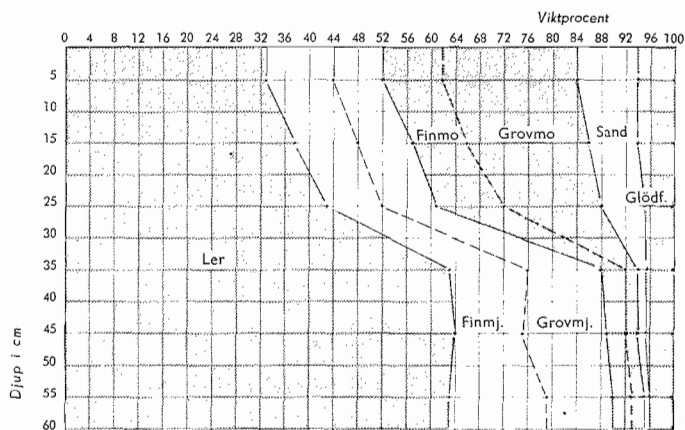 Viktprocent
0 4 8 12 16 20 24 28 32 36 40 44 48 52 56 60 64 68 72 76 80 84 88 92 96 100
5
10
15 Finmo Grovmo Sand
20
25 Glödf.
30
Ler
35
40
45 Finmj. Grovmj.
50
55
60
Djup i cm